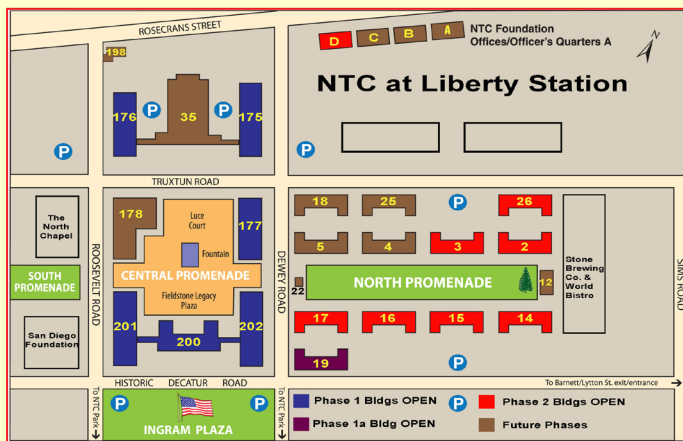 ROSECRANS STREET
D
C
B
A
NTC Foundation
Offices/Officer's Quarters A
198
NTC at Liberty Station
P
P
176
35
175
P
P
TRUXTUN ROAD
18
25
P
26
178
Luce
Court
177
The
North
Chapel
5
4
3
2
Fountain
Stone
Brewing
Co. &
World
Bistro
SOUTH
PROMENADE
ROOSEVELT ROAD
CENTRAL PROMENADE
DEWEY ROAD
22
NORTH PROMENADE
12
SIMS ROAD
Fieldstone Legacy
Plaza
201
200
202
17
16
15
14
San Diego
Foundation
19
P
HISTORIC DECATUR ROAD
To Barnett/Lytton St. exit/entrance
To NTC Park
P
P
To NTC Park
INGRAM PLAZA
Phase 1 Bldgs OPEN
Phase 2 Bldgs OPEN
Phase 1a Bldg OPEN
Future Phases